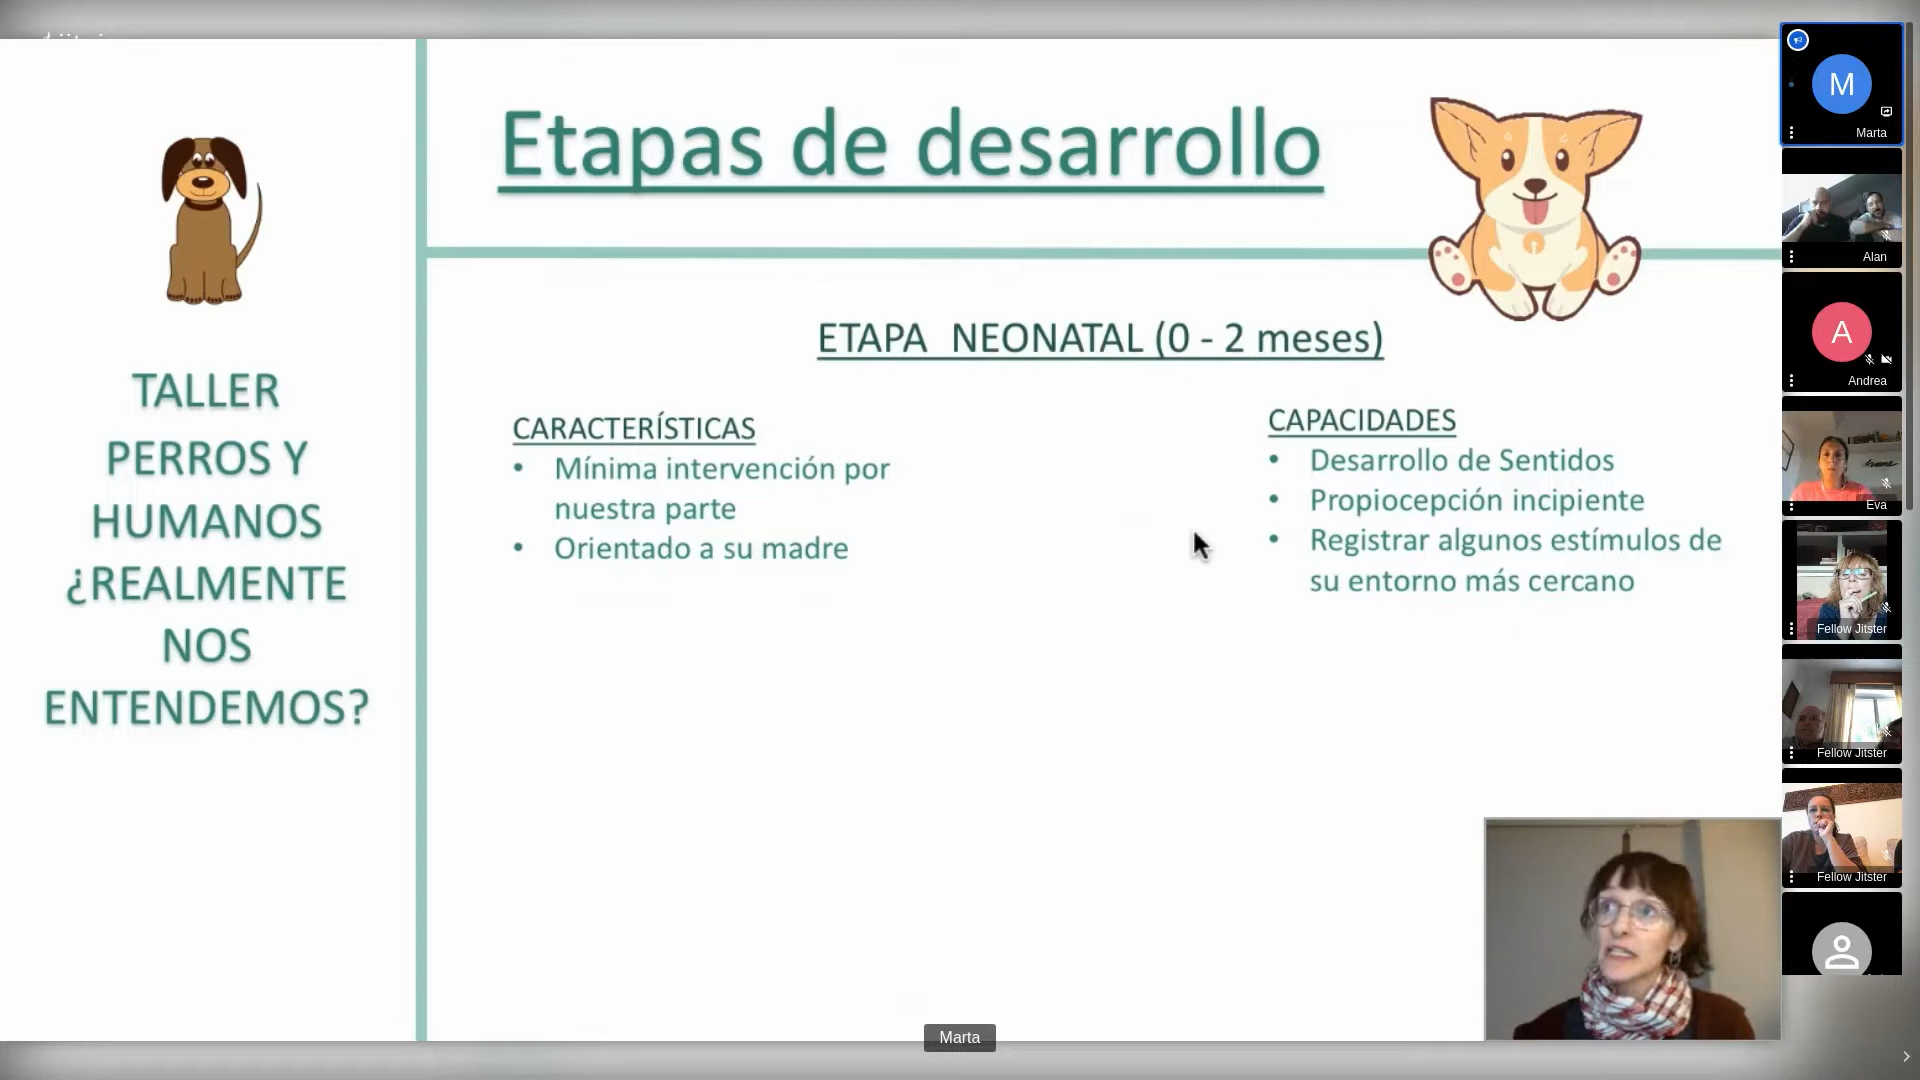 TALLER
PERROS Y
HUMANOS
¿REALMENTE
NOS
ENTENDEMOS?
Etapas de desarrollo
ETAPA NEONATAL (0 - 2 meses)
CARACTERÍSTICAS
• Mínima intervención por
nuestra parte
• Orientado a su madre
CAPACIDADES
• Desarrollo de Sentidos
• Propiocepción incipiente
• Registrar algunos estímulos de
su entorno más cercano
Marta
M
Marta
Alan
A
Andrea
Eva
Fellow Jitster
Fellow Jitster
Fellow Jitster